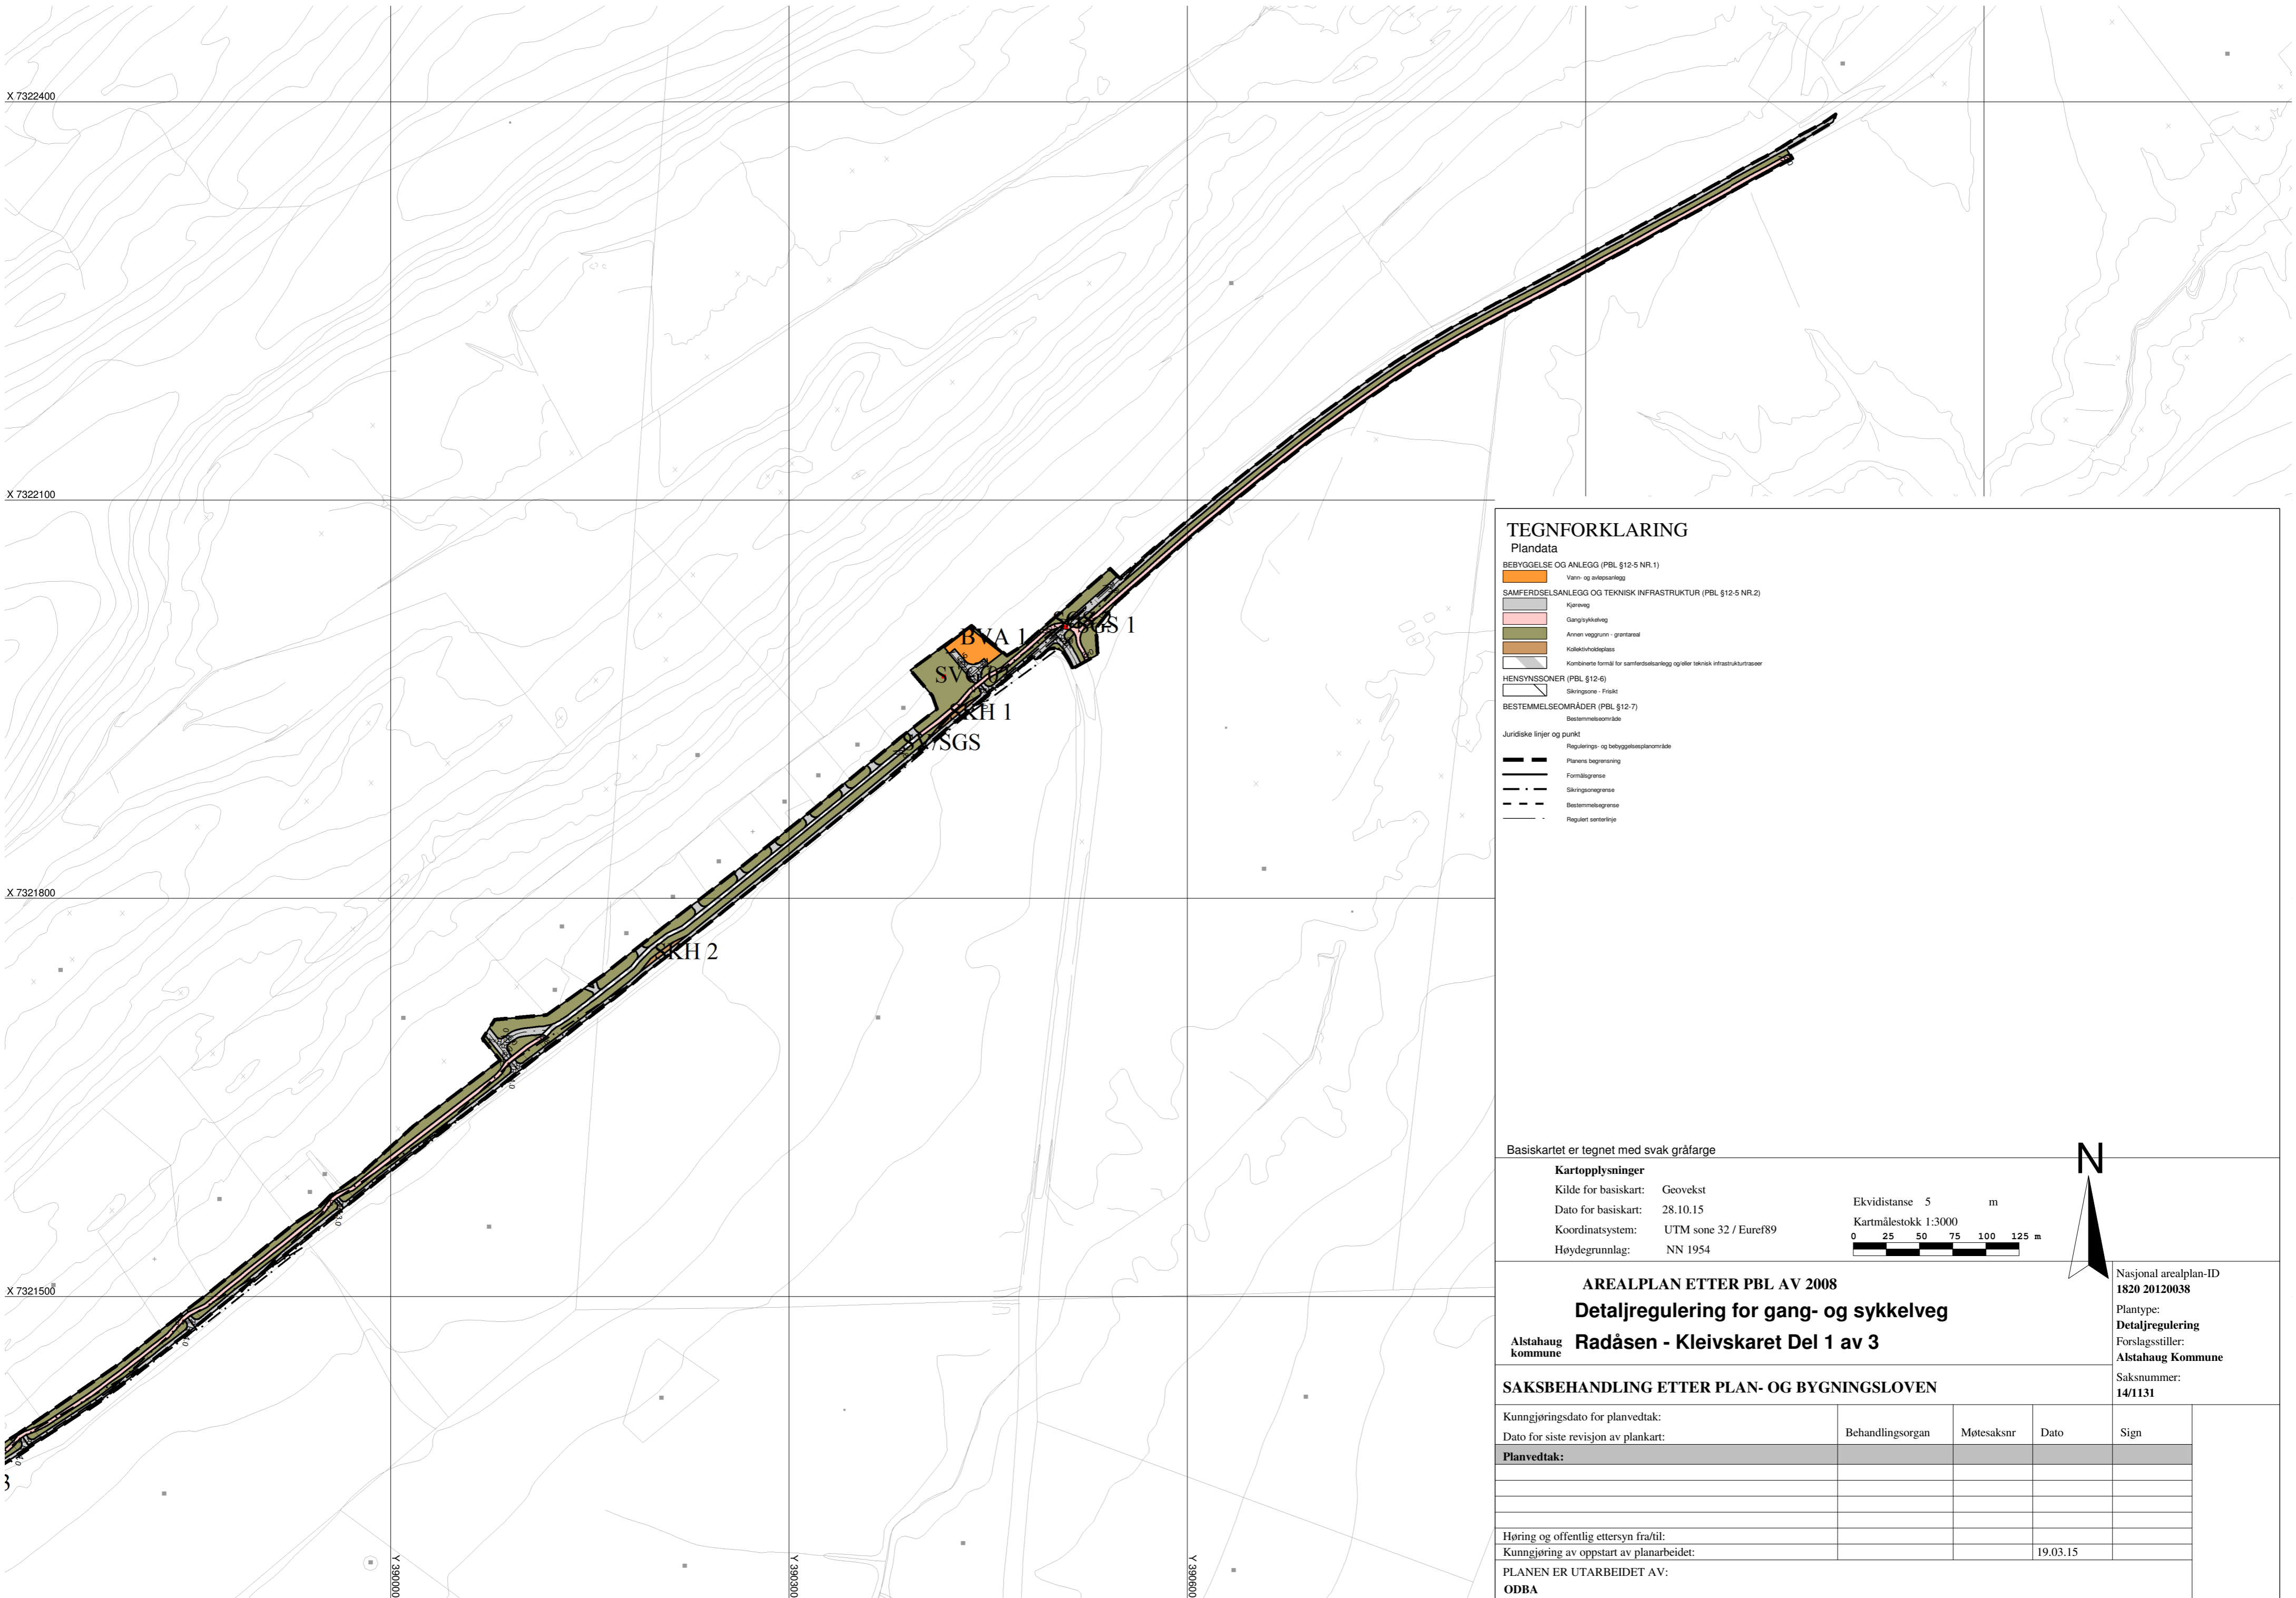 X 7322400
X 7322100
X 7321800
X 7321500
Y 390000
Y 390300
Y 390600
BVA 1
SGS 1
SKH 1
SV/SGS
SKH 2
3
TEGNFORKLARING
Plandata
BEBYGGELSE OG ANLEGG (PBL §12-5 NR.1)
Vann- og avløpsanlegg
SAMFERDSELSANLEGG OG TEKNISK INFRASTRUKTUR (PBL §12-5 NR.2)
Kjøreveg
Gang/sykkelveg
Annen veggrunn - grøntareal
Kollektivholdeplass
Kombinerte formål for samferdselsanlegg og/eller teknisk infrastrukturtraseer
HENSYNSSONER (PBL §12-6)
Sikringsone - Frisikt
BESTEMMELSEOMRÅDER (PBL §12-7)
Bestemmelseområde
Juridiske linjer og punkt
Regulerings- og bebyggelsesplanområde
Planens begrensning
Formålsgrense
Sikringsonegrense
Bestemmelsegrense
Regulert senterlinje
Basiskartet er tegnet med svak gråfarge
Kartopplysninger
Kilde for basiskart: Geovekst
Dato for basiskart: 28.10.15
Koordinatsystem: UTM sone 32 / Euref89
Høydegrunnlag: NN 1954
Ekvidistanse 5 m
Kartmålestokk 1:3000
0 25 50 75 100 125 m
N
AREALPLAN ETTER PBL AV 2008
Detaljregulering for gang- og sykkelveg
Alstahaug kommune
Radåsen - Kleivskaret Del 1 av 3
Nasjonal arealplan-ID
1820 20120038
Plantype:
Detaljregulering
Forslagsstiller:
Alstahaug Kommune
Saksnummer:
14/1131
SAKSBEHANDLING ETTER PLAN- OG BYGNINGSLOVEN
Kunngjøringsdato for planvedtak:
Dato for siste revisjon av plankart:
Behandlingsorgan Møtesaksnr Dato Sign
Planvedtak:
Høring og offentlig ettersyn fra/til:
Kunngjøring av oppstart av planarbeidet: 19.03.15
PLANEN ER UTARBEIDET AV:
ODBA